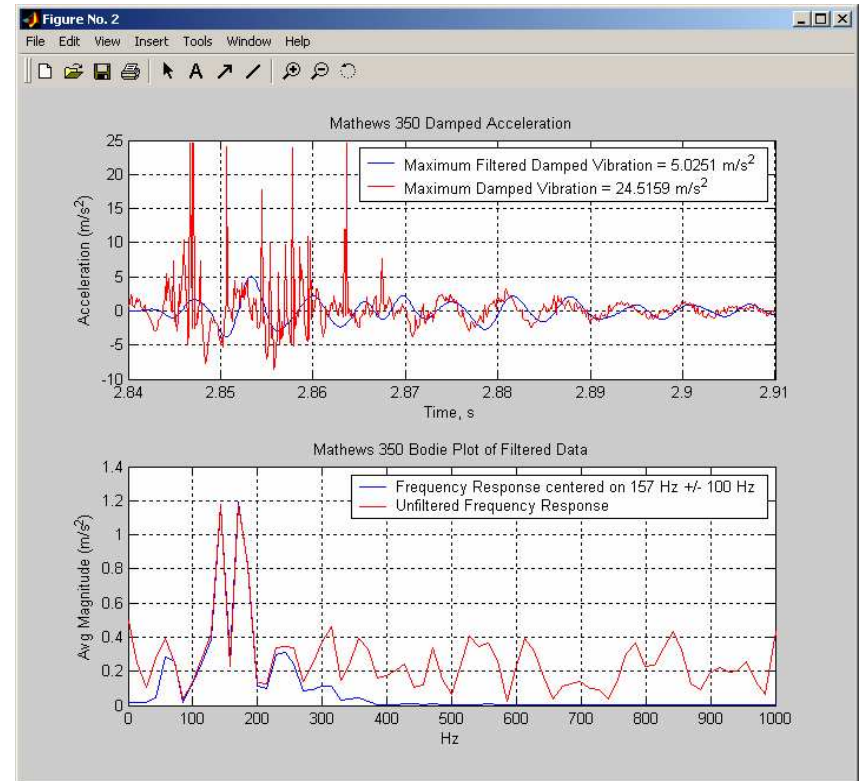 Figure No. 2
File Edit View Insert Tools Window Help
A
Mathews 350 Damped Acceleration
Maximum Filtered Damped Vibration = 5.0251 m/s²
Maximum Damped Vibration = 24.5159 m/s²
Acceleration (m/s²)
25
20
15
10
5
0
-5
-10
2.84 2.85 2.86 2.87 2.88 2.89 2.9 2.91
Time, s
Mathews 350 Bodie Plot of Filtered Data
Frequency Response centered on 157 Hz +/- 100 Hz
Unfiltered Frequency Response
Avg Magnitude (m/s²)
1.4
1.2
1
0.8
0.6
0.4
0.2
0
0 100 200 300 400 500 600 700 800 900 1000
Hz